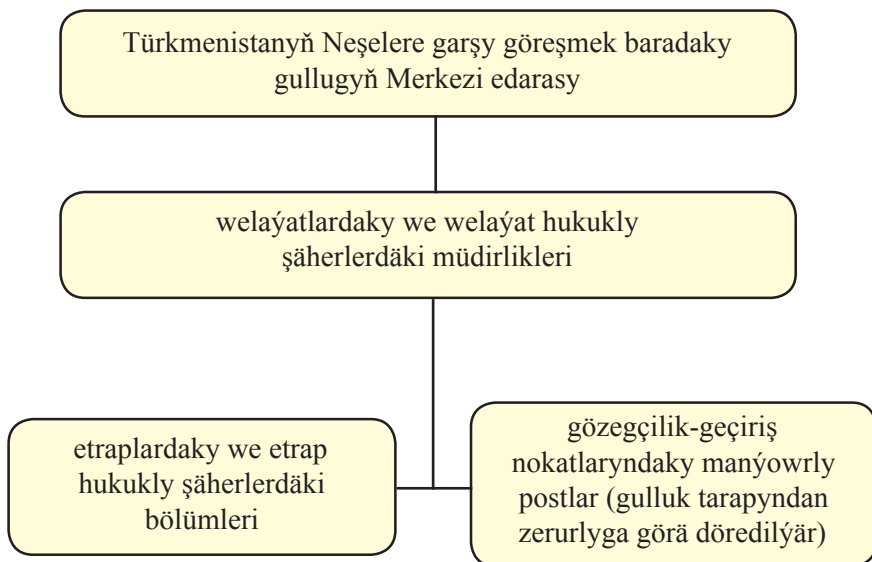 Türkmenistanyň Neşelere garşy göreşmek baradaky
gullugyň Merkezi edarasy
welaýatlardaky we welaýat hukukly
şäherlerdäki müdirlikleri
etraplardaky we etrap
hukukly şäherlerdäki
bölümleri
gözegçilik-geçiriş
nokatlaryndaky manýowrly
postlar (gulluk tarapyndan
zerurlyga görä döredilýär)